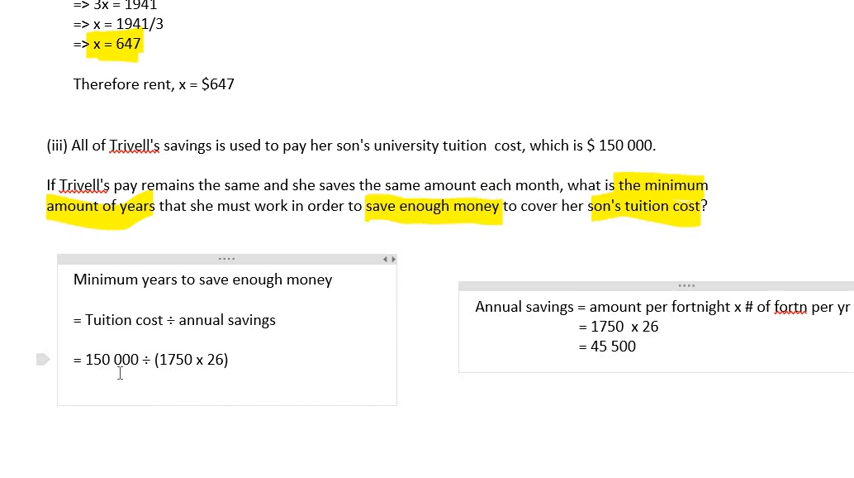 => 3x = 1941
=> x = 1941/3
=> x = 647
Therefore rent, x = $647
(iii) All of Trivell's savings is used to pay her son's university tuition cost, which is $ 150 000.
If Trivell's pay remains the same and she saves the same amount each month, what is the minimum
amount of years that she must work in order to save enough money to cover her son's tuition cost?
Minimum years to save enough money
= Tuition cost ÷ annual savings
= 150 000 ÷ (1750 x 26)
Annual savings = amount per fortnight x # of fortn per yr
= 1750 x 26
= 45 500